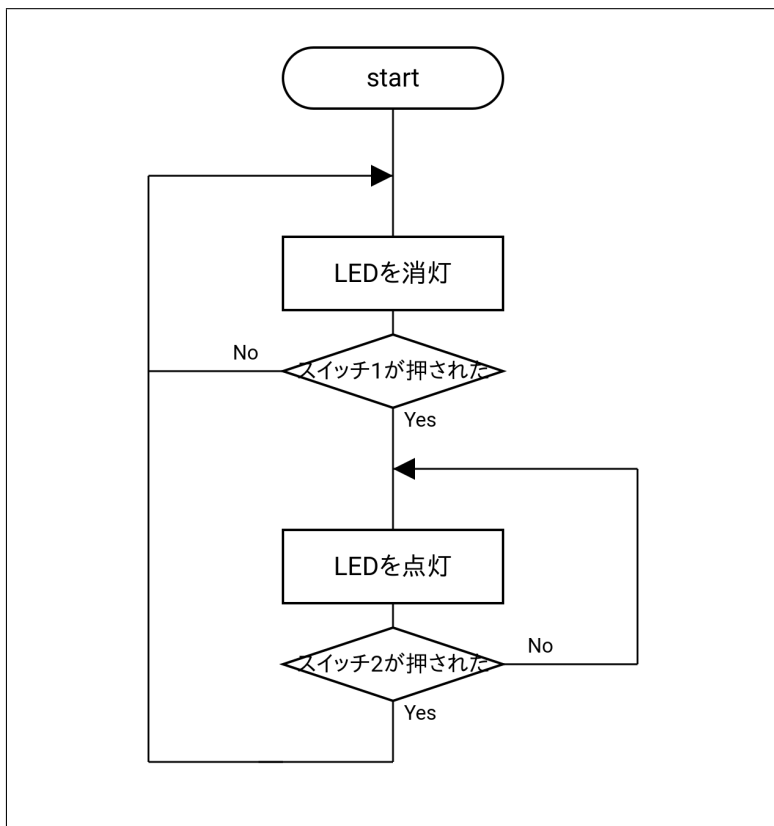 start
LEDを消灯
No
スイッチ1が押された
Yes
LEDを点灯
スイッチ2が押された
No
Yes